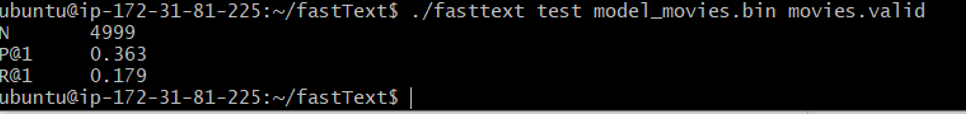 ubuntu@ip-172-31-81-225:~/fastText$ ./fasttext test model_movies.bin movies.valid
N 4999
P@1 0.363
R@1 0.179
ubuntu@ip-172-31-81-225:~/fastText$